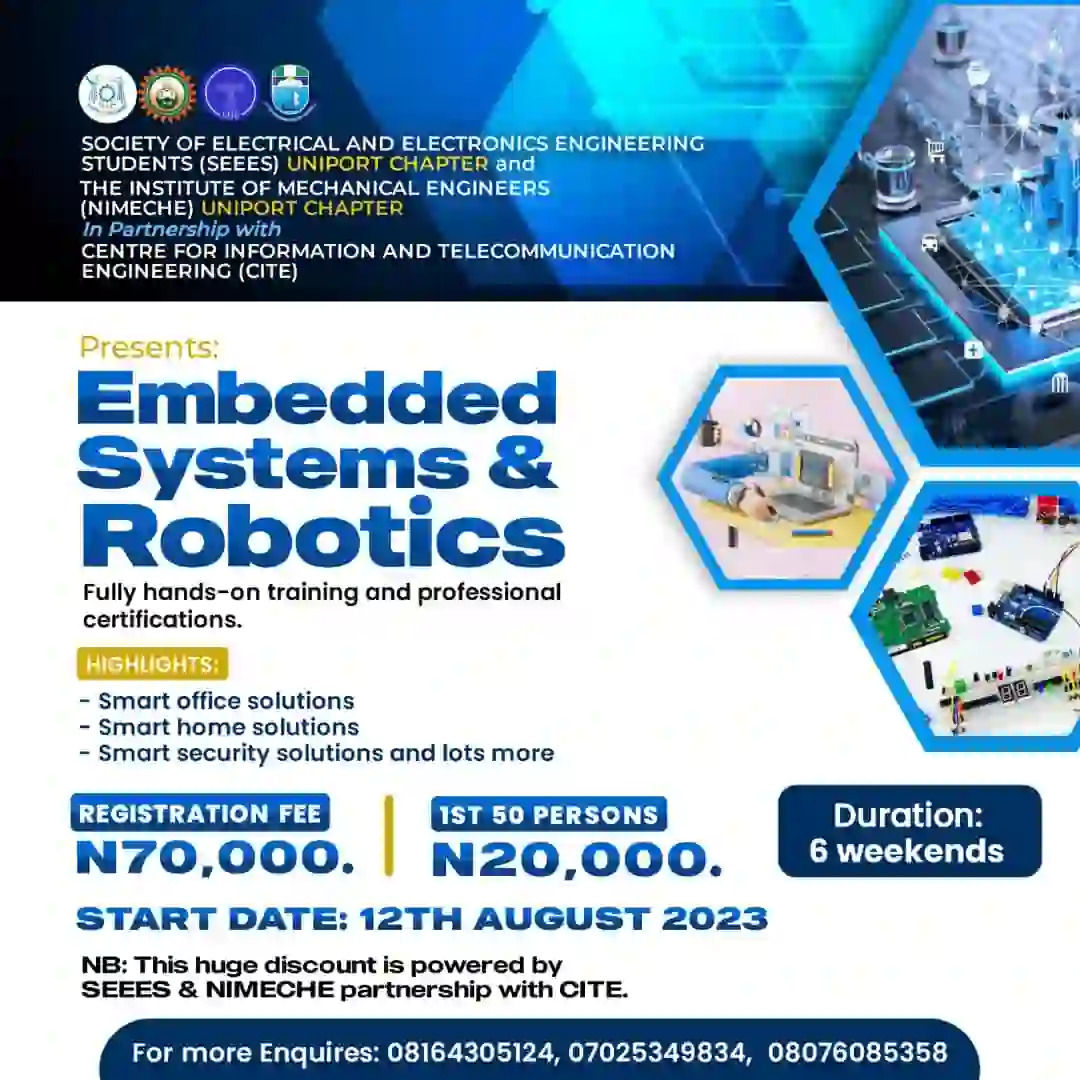 SOCIETY OF ELECTRICAL AND ELECTRONICS ENGINEERING
STUDENTS (SEEES) UNIPORT CHAPTER and
THE INSTITUTE OF MECHANICAL ENGINEERS
(NIMECHE) UNIPORT CHAPTER
In Partnership with
CENTRE FOR INFORMATION AND TELECOMMUNICATION
ENGINEERING (CITE)
Presents:
Embedded
Systems &
Robotics
Fully hands-on training and professional
certifications.
HIGHLIGHTS:
- Smart office solutions
- Smart home solutions
- Smart security solutions and lots more
REGISTRATION FEE
N70,000.
1ST 50 PERSONS
N20,000.
Duration:
6 weekends
START DATE: 12TH AUGUST 2023
NB: This huge discount is powered by
SEEES & NIMECHE partnership with CITE.
For more Enquires: 08164305124, 07025349834, 08076085358